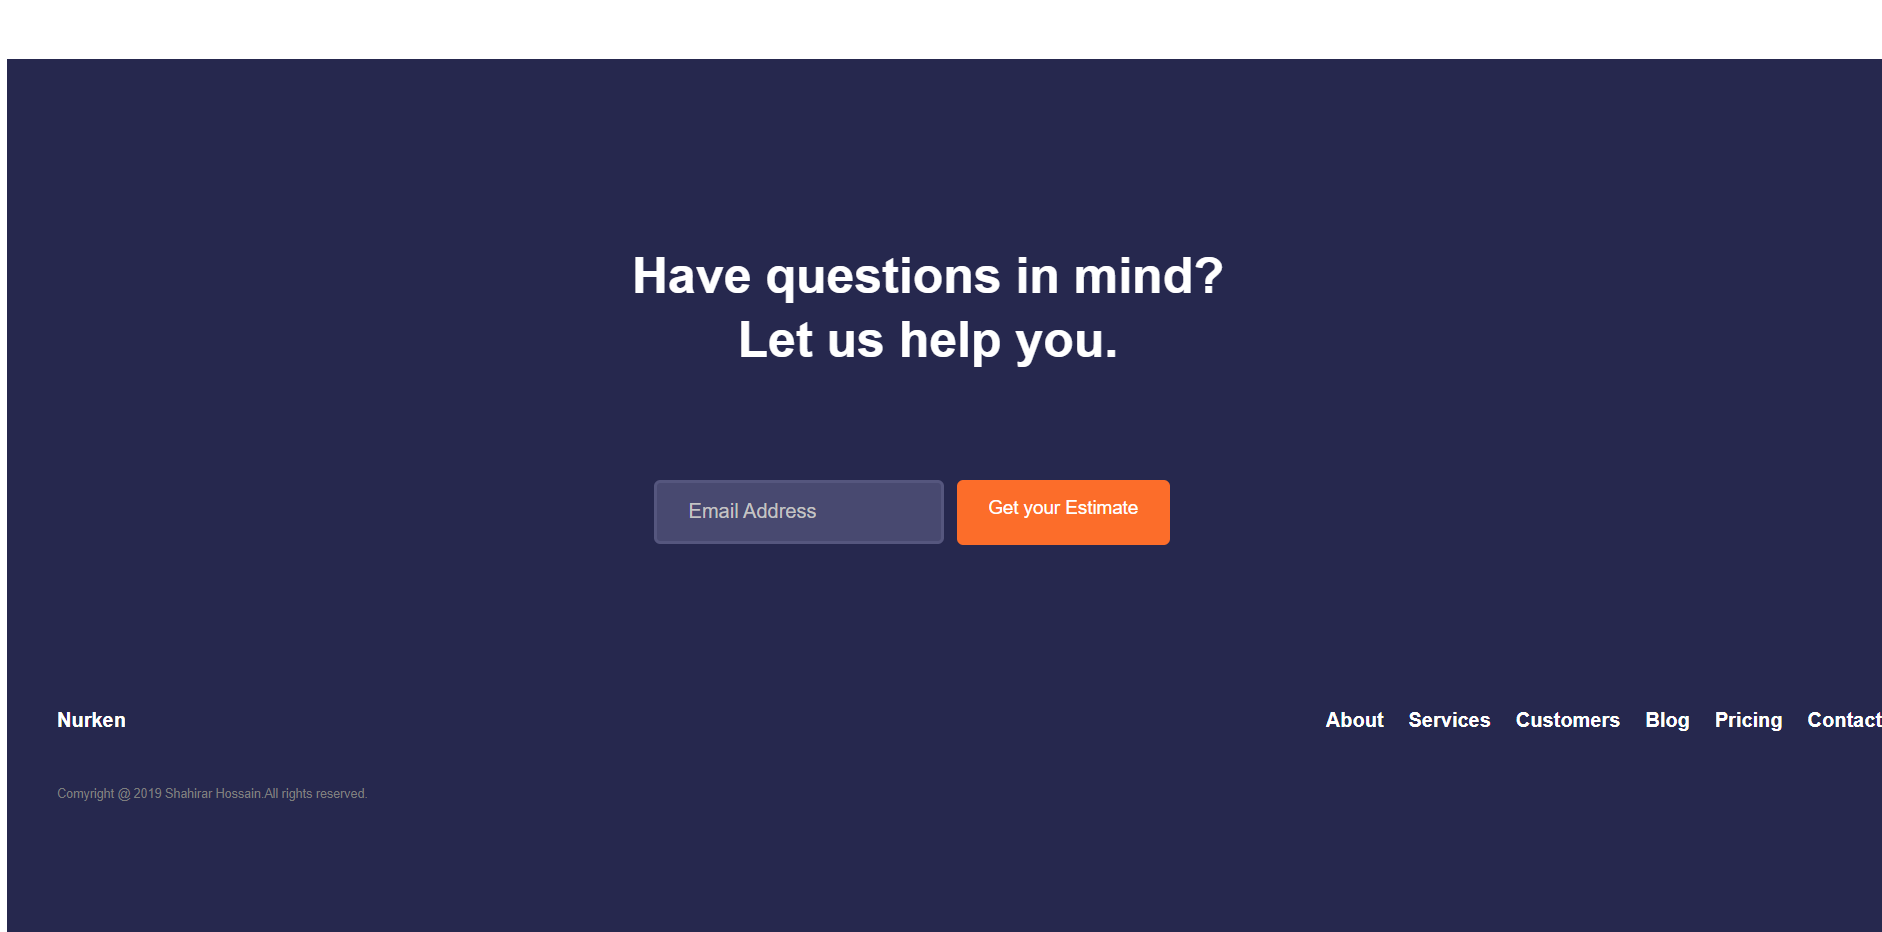 Have questions in mind?
Let us help you.
Email Address
Get your Estimate
Nurken
About Services Customers Blog Pricing Contact
Comyright @ 2019 Shahirar Hossain.All rights reserved.